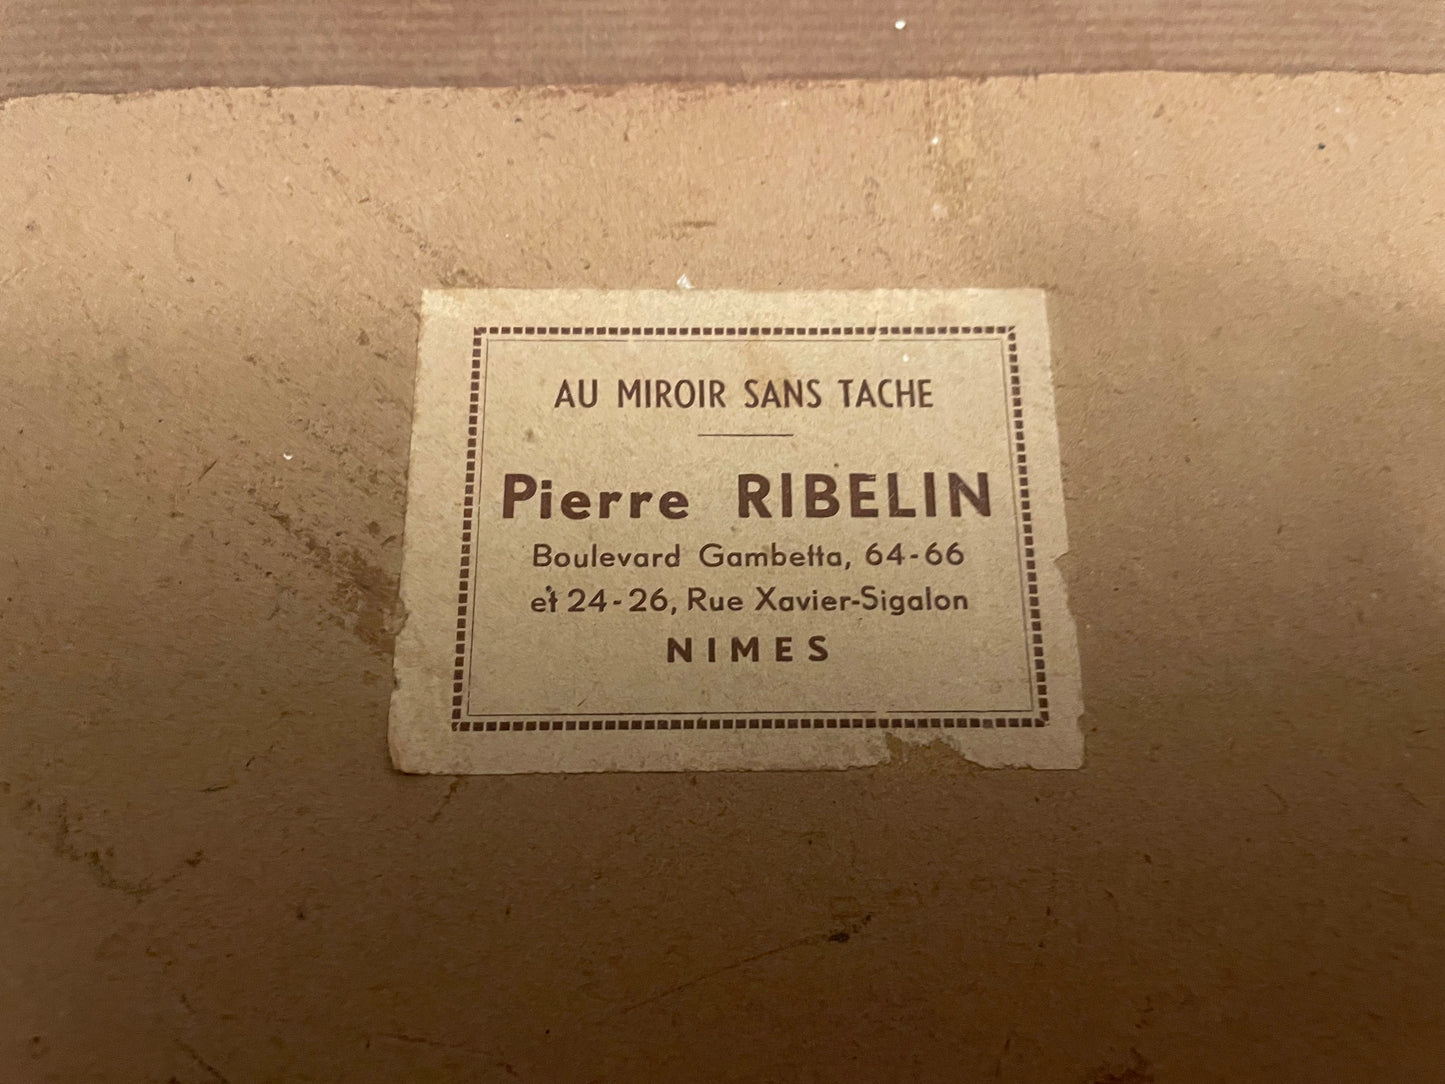 AU MIROIR SANS TACHE
Pierre RIBELIN
Boulevard Gambetta, 64-66
et 24-26, Rue Xavier-Sigalon
NIMES